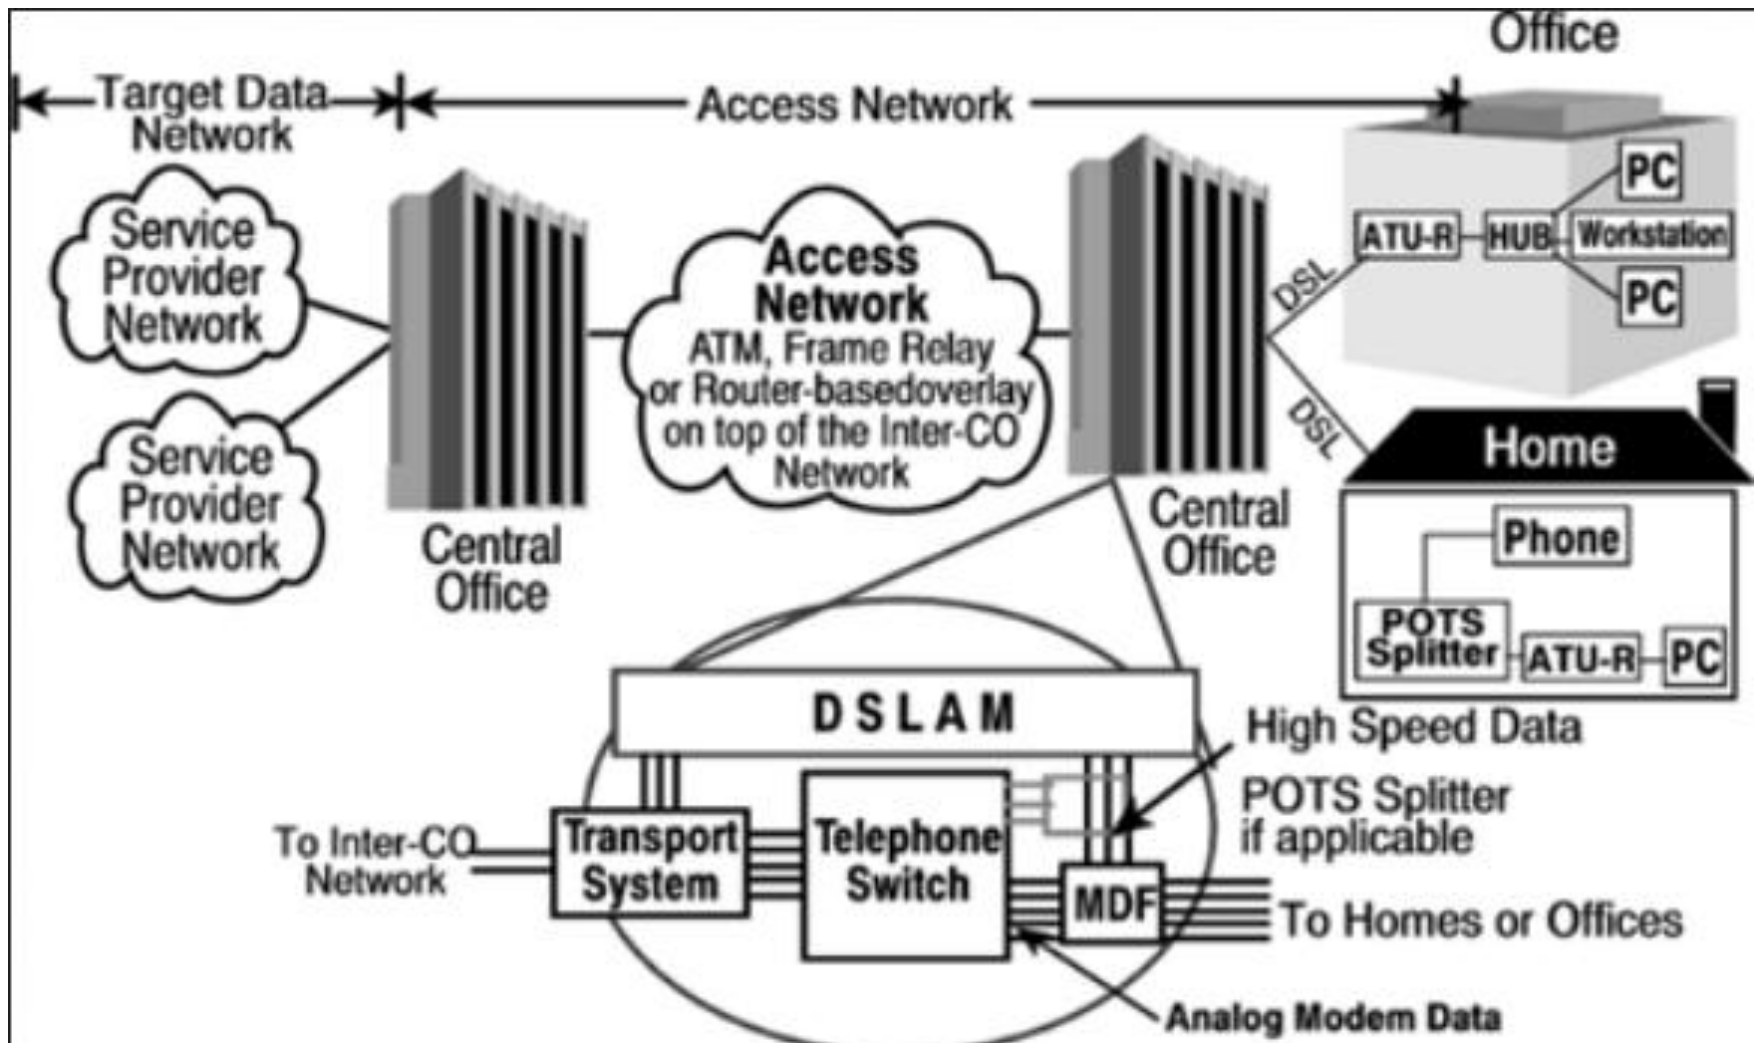 Office
Target Data
Network
Access Network
PC
ATU-R
HUB
Workstation
PC
Service
Provider
Network
Access
Network
ATM, Frame Relay
or Router-basedoverlay
on top of the Inter-CO
Network
DSL
DSL
Service
Provider
Network
Central
Office
Central
Office
Home
Phone
POTS
Splitter
ATU-R
PC
DSLAM
High Speed Data
POTS Splitter
if applicable
To Inter-CO
Network
Transport
System
Telephone
Switch
MDF
To Homes or Offices
Analog Modem Data